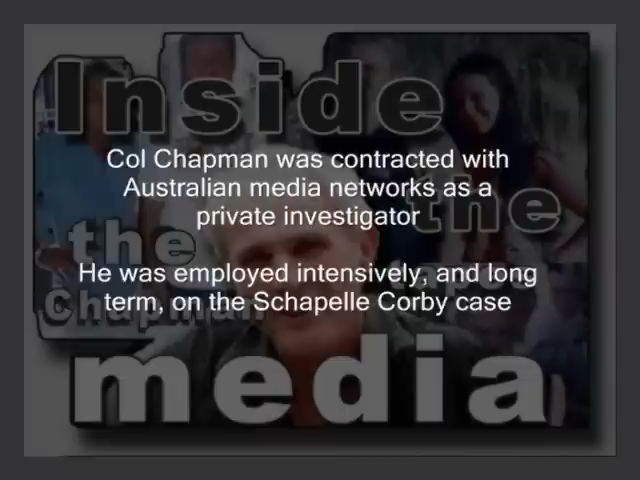 Inside
Col Chapman was contracted with
Australian media networks as a
private investigator
the
the
He was employed intensively, and long
term, on the Schapelle Corby case
Chapman
media